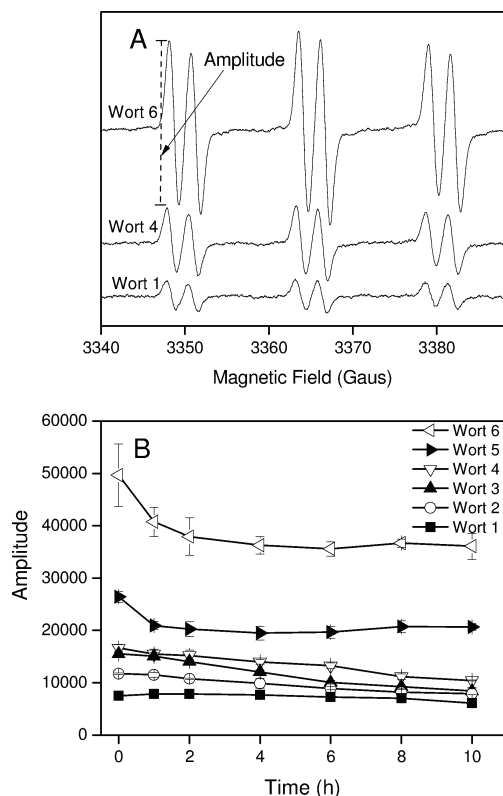 A
Amplitude
Wort 6
Wort 4
Wort 1
3340 3350 3360 3370 3380
Magnetic Field (Gaus)
B
60000
50000
40000
30000
20000
10000
0
Amplitude
Wort 6
Wort 5
Wort 4
Wort 3
Wort 2
Wort 1
0 2 4 6 8 10
Time (h)